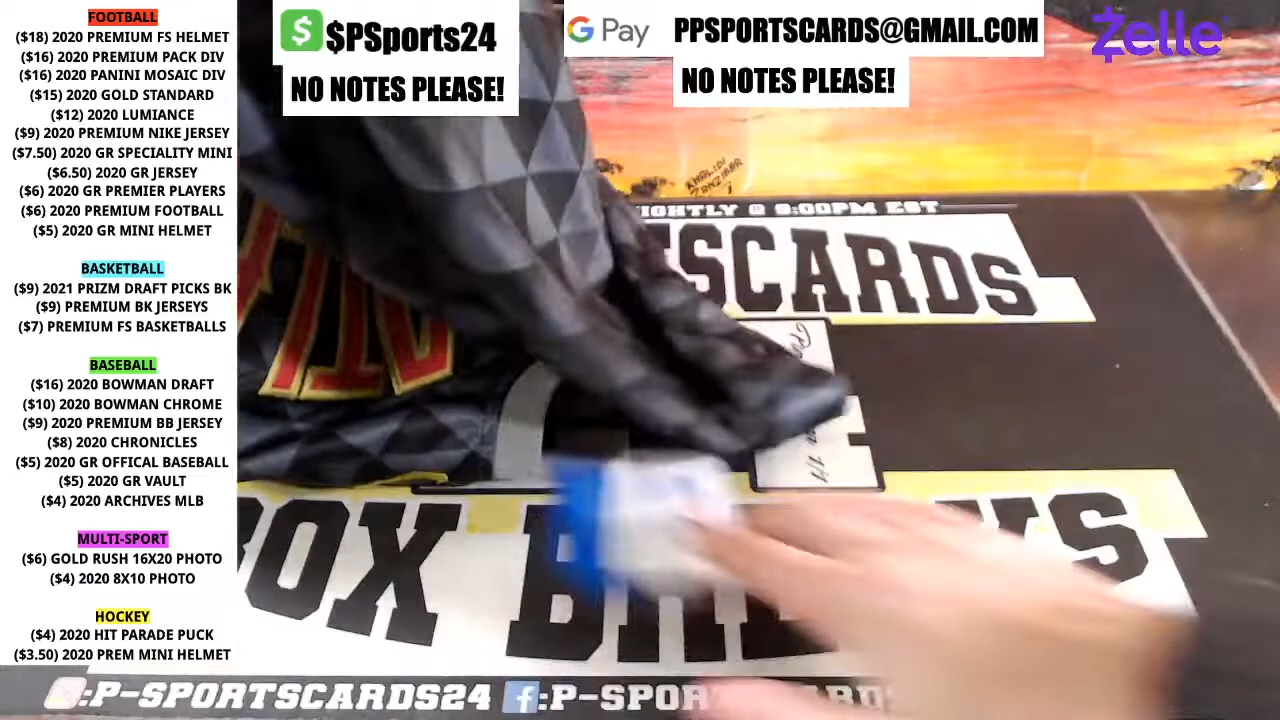 FOOTBALL
($18) 2020 PREMIUM FS HELMET
($16) 2020 PREMIUM PACK DIV
($16) 2020 PANINI MOSAIC DIV
($15) 2020 GOLD STANDARD
($12) 2020 LUMIANCE
($9) 2020 PREMIUM NIKE JERSEY
($7.50) 2020 GR SPECIALITY MINI
($6.50) 2020 GR JERSEY
($6) 2020 GR PREMIER PLAYERS
($6) 2020 PREMIUM FOOTBALL
($5) 2020 GR MINI HELMET
BASKETBALL
($9) 2021 PRIZM DRAFT PICKS BK
($9) PREMIUM BK JERSEYS
($7) PREMIUM FS BASKETBALLS
BASEBALL
($16) 2020 BOWMAN DRAFT
($10) 2020 BOWMAN CHROME
($9) 2020 PREMIUM BB JERSEY
($8) 2020 CHRONICLES
($5) 2020 GR OFFICAL BASEBALL
($5) 2020 GR VAULT
($4) 2020 ARCHIVES MLB
MULTI-SPORT
($6) GOLD RUSH 16X20 PHOTO
($4) 2020 8X10 PHOTO
HOCKEY
($4) 2020 HIT PARADE PUCK
($3.50) 2020 PREM MINI HELMET
$PSports24
NO NOTES PLEASE!
G Pay PPSPORTSCARDS@GMAIL.COM
NO NOTES PLEASE!
Zelle
KHALIDI
ZANZIBAR
IGHTLY @ 9:00PM EST
SCARDS
BOX
:P-SPORTSCARDS24 f:P-SPOR